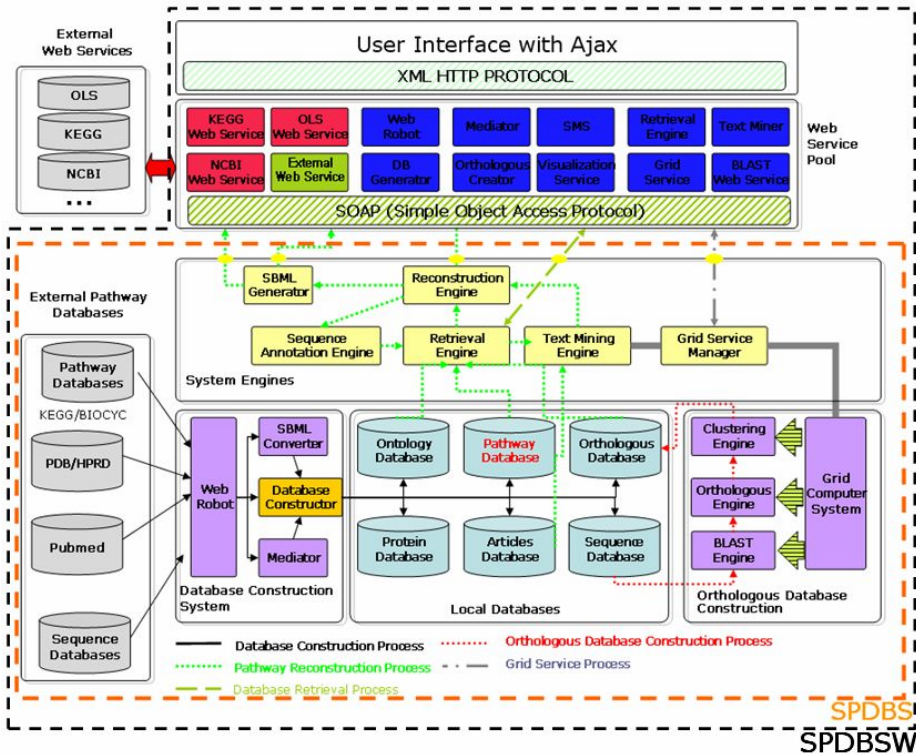 External
Web Services
OLS
KEGG
NCBI
...
User Interface with Ajax
XML HTTP PROTOCOL
KEGG
Web Service
OLS
Web Service
Web
Robot
Mediator
SMS
Retrieval
Engine
Text Miner
NCBI
Web Service
External
Web Service
DB
Generator
Orthologous
Creator
Visualization
Service
Grid
Service
BLAST
Web Service
SOAP (Simple Object Access Protocol)
Web
Service
Pool
External Pathway
Databases
Pathway
Databases
KEGG/BIOCYC
PDB/HPRD
Pubmed
Sequence
Databases
SBML
Generator
Reconstruction
Engine
Sequence
Annotation Engine
Retrieval
Engine
Text Mining
Engine
Grid Service
Manager
System Engines
Web
Robot
SBML
Converter
Database
Constructor
Mediator
Database Construction
System
Ontology
Database
Pathway
Database
Orthologous
Database
Protein
Database
Articles
Database
Sequence
Database
Local Databases
Clustering
Engine
Orthologous
Engine
BLAST
Engine
Grid
Computer
System
Orthologous Database
Construction
Database Construction Process
Orthologous Database Construction Process
Pathway Reconstruction Process
Grid Service Process
Database Retrieval Process
SPDBS
SPDBSW